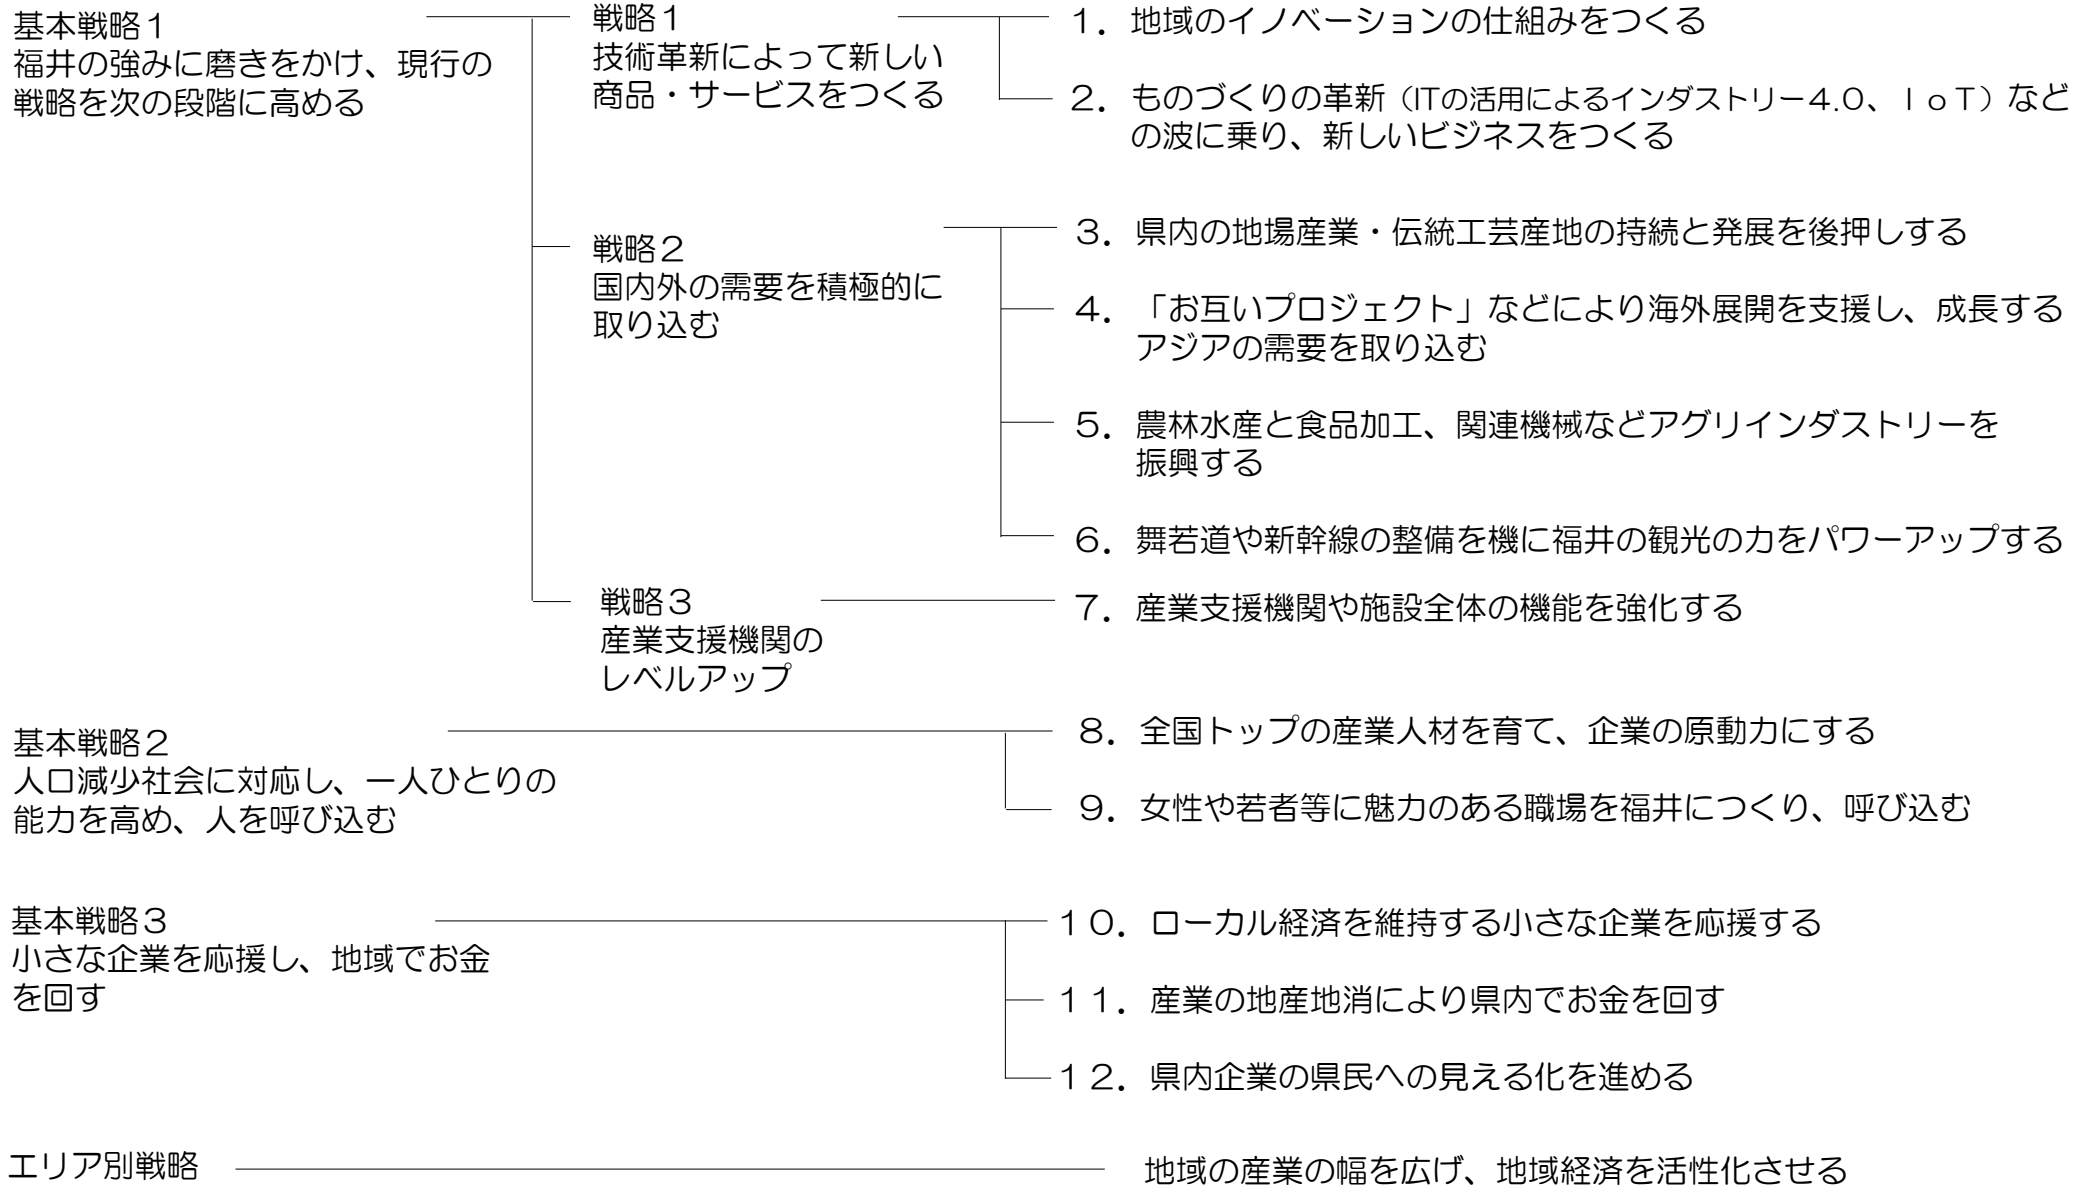 基本戦略１
福井の強みに磨きをかけ、現行の
戦略を次の段階に高める
戦略１
技術革新によって新しい
商品・サービスをつくる
１．地域のイノベーションの仕組みをつくる
２．ものづくりの革新（ITの活用によるインダストリー４.０、ＩｏＴ）など
の波に乗り、新しいビジネスをつくる
戦略２
国内外の需要を積極的に
取り込む
３．県内の地場産業・伝統工芸産地の持続と発展を後押しする
４．「お互いプロジェクト」などにより海外展開を支援し、成長する
アジアの需要を取り込む
５．農林水産と食品加工、関連機械などアグリインダストリーを
振興する
６．舞若道や新幹線の整備を機に福井の観光の力をパワーアップする
戦略３
産業支援機関の
レベルアップ
７．産業支援機関や施設全体の機能を強化する
基本戦略２
人口減少社会に対応し、一人ひとりの
能力を高め、人を呼び込む
８．全国トップの産業人材を育て、企業の原動力にする
９．女性や若者等に魅力のある職場を福井につくり、呼び込む
基本戦略３
小さな企業を応援し、地域でお金
を回す
１０．ローカル経済を維持する小さな企業を応援する
１１．産業の地産地消により県内でお金を回す
１２．県内企業の県民への見える化を進める
エリア別戦略
地域の産業の幅を広げ、地域経済を活性化させる